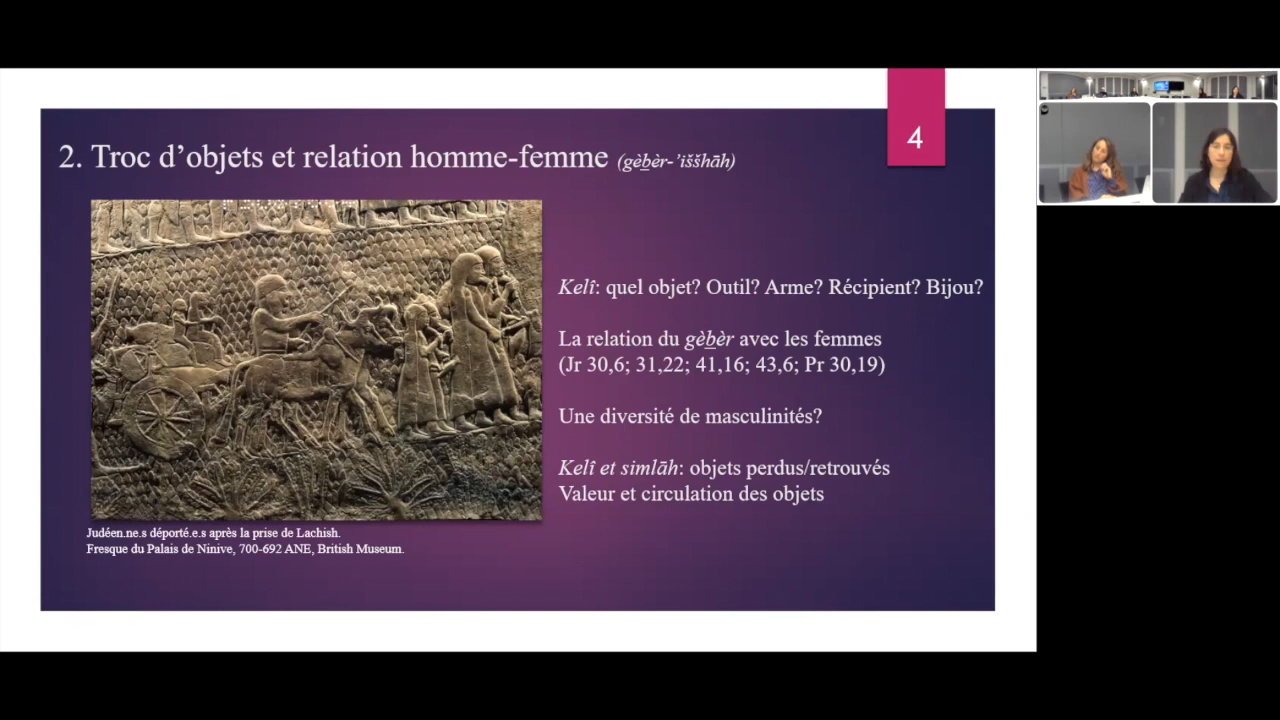 4
2. Troc d’objets et relation homme-femme (gèḇèr-’iššhāh)
Kelî: quel objet? Outil? Arme? Récipient? Bijou?
La relation du gèḇèr avec les femmes
(Jr 30,6; 31,22; 41,16; 43,6; Pr 30,19)
Une diversité de masculinités?
Kelî et simlāh: objets perdus/retrouvés
Valeur et circulation des objets
Judéen.ne.s déporté.e.s après la prise de Lachish.
Fresque du Palais de Ninive, 700-692 ANE, British Museum.